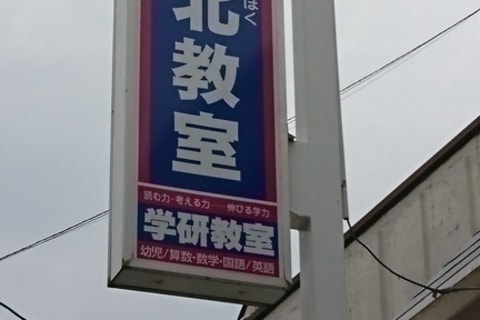 北教室
ほく
読む力・考える力──伸びる学力
学研教室
幼児/算数・数学・国語/英語